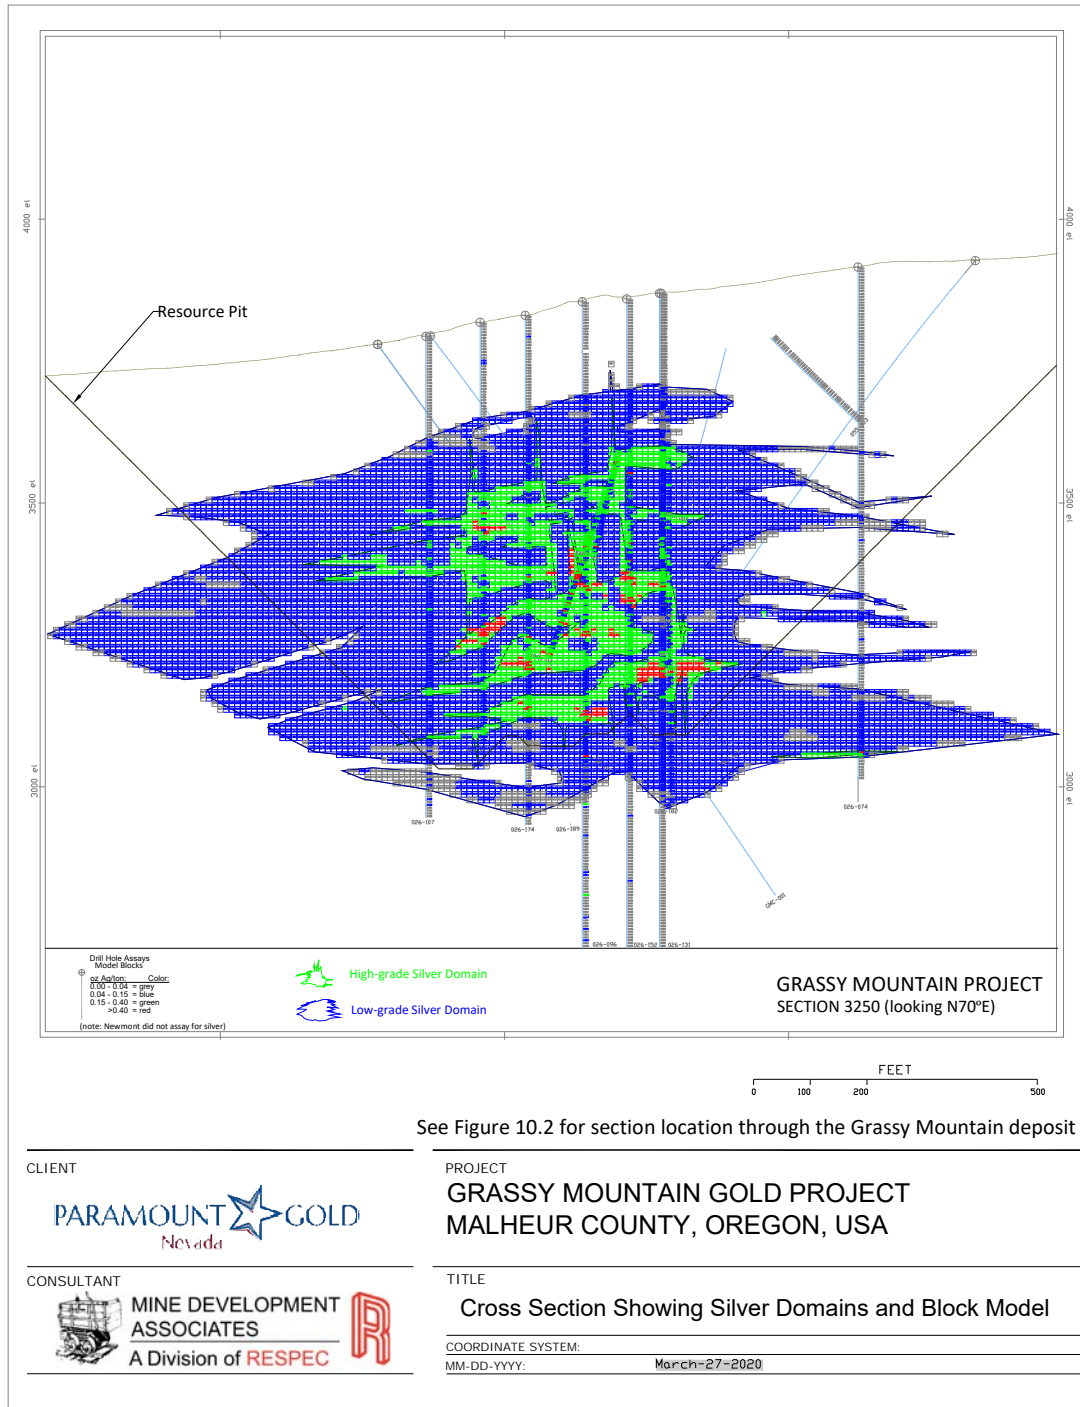 4000 el
4000 el
Resource Pit
3500 el
3500 el
3000 el
3000 el
026-107
026-174
026-189
026-182
026-074
GMC-001
026-096
026-152
026-131
Drill Hole Assays
Model Blocks
oz Ag/ton: Color:
0.00 - 0.04 = grey
0.04 - 0.15 = blue
0.15 - 0.40 = green
>0.40 = red
(note: Newmont did not assay for silver)
High-grade Silver Domain
Low-grade Silver Domain
GRASSY MOUNTAIN PROJECT
SECTION 3250 (looking N70°E)
FEET
0 100 200 500
See Figure 10.2 for section location through the Grassy Mountain deposit
CLIENT
PARAMOUNT GOLD
Nevada
PROJECT
GRASSY MOUNTAIN GOLD PROJECT
MALHEUR COUNTY, OREGON, USA
CONSULTANT
MINE DEVELOPMENT
ASSOCIATES
A Division of RESPEC
TITLE
Cross Section Showing Silver Domains and Block Model
COORDINATE SYSTEM:
MM-DD-YYYY: March-27-2020